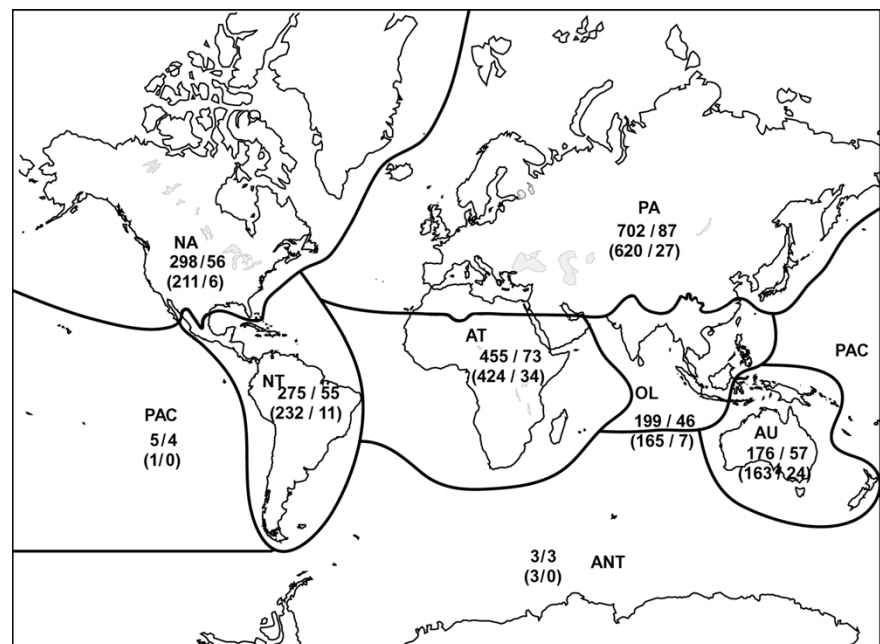 PA
702 / 87
(620 / 27)
NA
298 / 56
(211 / 6)
AT
455 / 73
(424 / 34)
PAC
NT
275 / 55
(232 / 11)
OL
199 / 46
(165 / 7)
PAC
5 / 4
(1 / 0)
AU
176 / 57
(163 / 24)
3 / 3
(3 / 0)
ANT